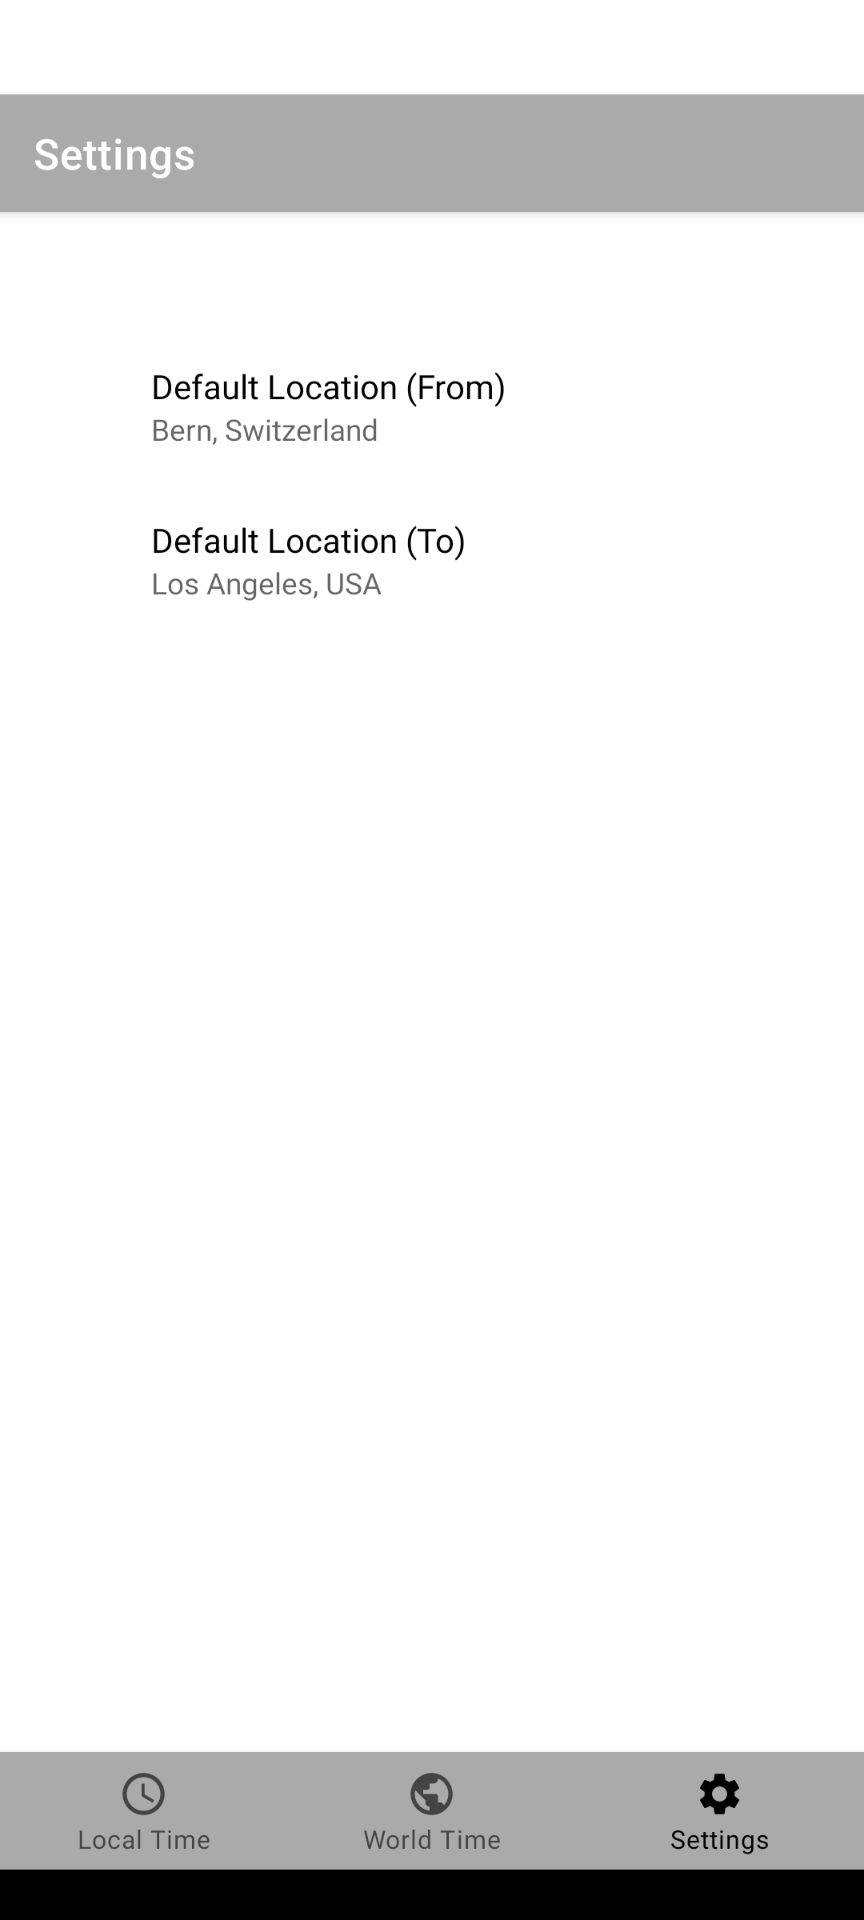 Settings
Default Location (From)
Bern, Switzerland
Default Location (To)
Los Angeles, USA
Local Time
World Time
Settings